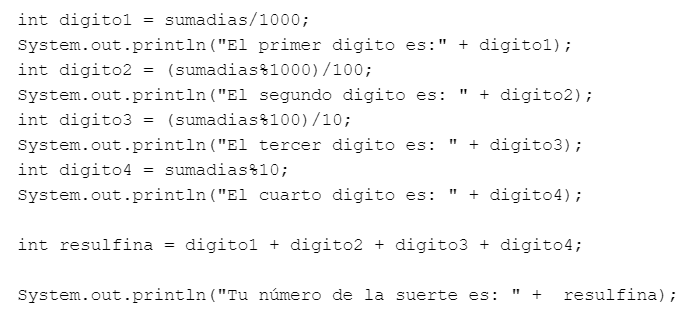 int digito1 = sumadias/1000;
System.out.println("El primer digito es:" + digito1);
int digito2 = (sumadias%1000)/100;
System.out.println("El segundo digito es: " + digito2);
int digito3 = (sumadias%100)/10;
System.out.println("El tercer digito es: " + digito3);
int digito4 = sumadias%10;
System.out.println("El cuarto digito es: " + digito4);
int resulfina = digito1 + digito2 + digito3 + digito4;
System.out.println("Tu número de la suerte es: " +  resulfina);